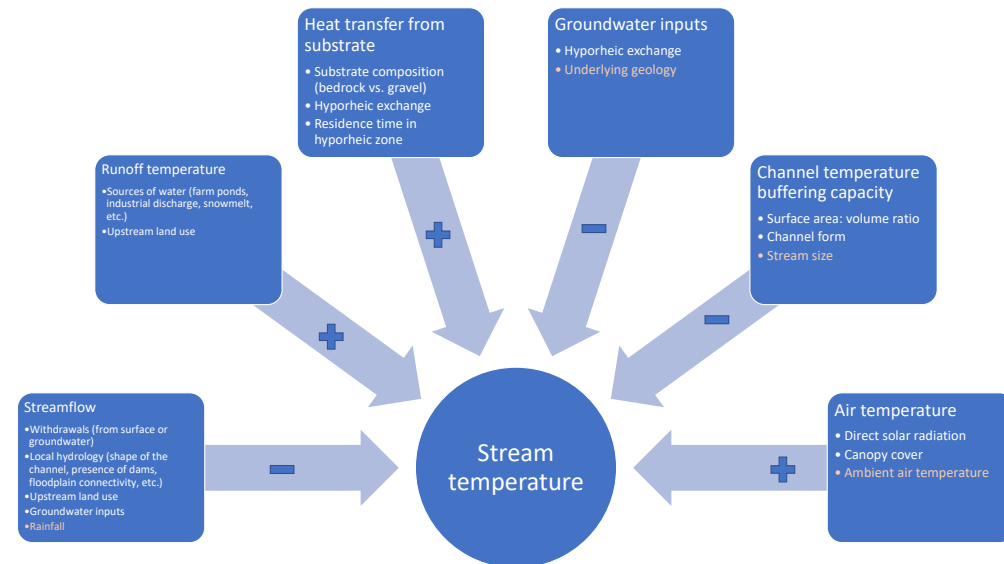 Heat transfer from
substrate
• Substrate composition
(bedrock vs. gravel)
• Hyporheic exchange
• Residence time in
hyporheic zone
Groundwater inputs
• Hyporheic exchange
• Underlying geology
Runoff temperature
•Sources of water (farm ponds,
industrial discharge, snowmelt,
etc.)
•Upstream land use
Channel temperature
buffering capacity
• Surface area: volume ratio
• Channel form
• Stream size
Streamflow
•Withdrawals (from surface or
groundwater)
•Local hydrology (shape of the
channel, presence of dams,
floodplain connectivity, etc.)
•Upstream land use
•Groundwater inputs
•Rainfall
Stream
temperature
Air temperature
• Direct solar radiation
• Canopy cover
• Ambient air temperature